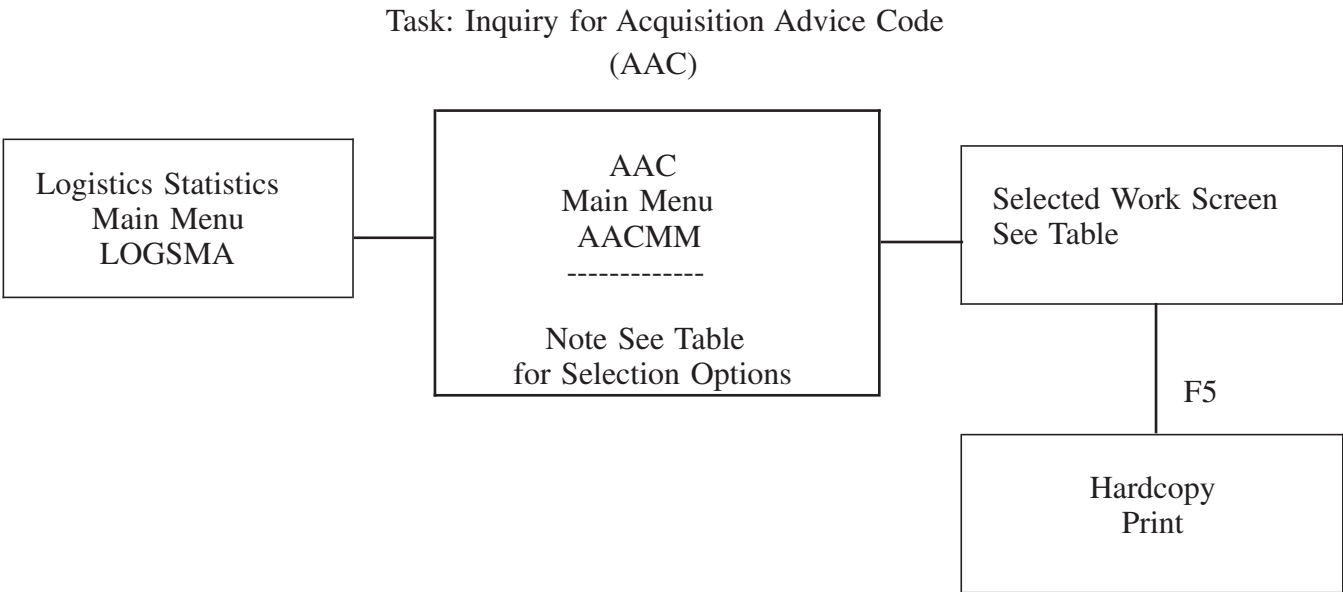 Task: Inquiry for Acquisition Advice Code
(AAC)
Logistics Statistics
Main Menu
LOGSMA
AAC
Main Menu
AACMM
-------------
Note See Table
for Selection Options
Selected Work Screen
See Table
F5
Hardcopy
Print